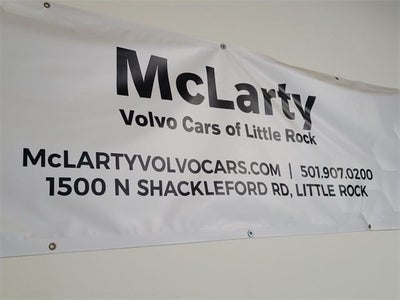 McLarty
Volvo Cars of Little Rock
McLARTYVOLVOCARS.COM | 501.907.0200
1500 N SHACKLEFORD RD, LITTLE ROCK